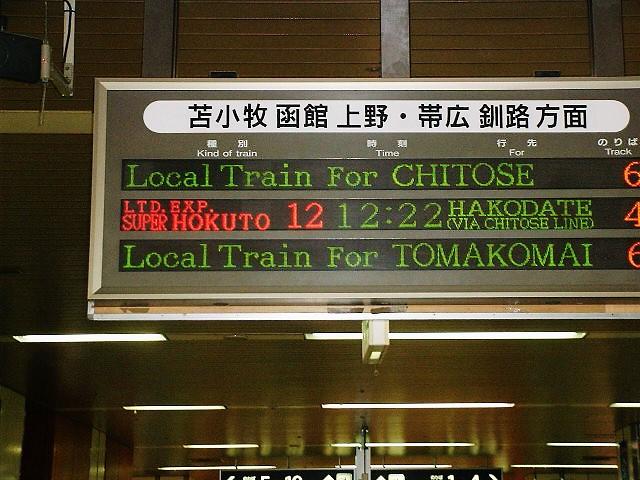 苫小牧 函館 上野・帯広 釧路方面
種別 時刻 行先 のりば
Kind of train Time For Track
Local Train For CHITOSE 6
LTD.EXP. SUPER HOKUTO 12 12:22 HAKODATE (VIA CHITOSE LINE) 4
Local Train For TOMAKOMAI 6